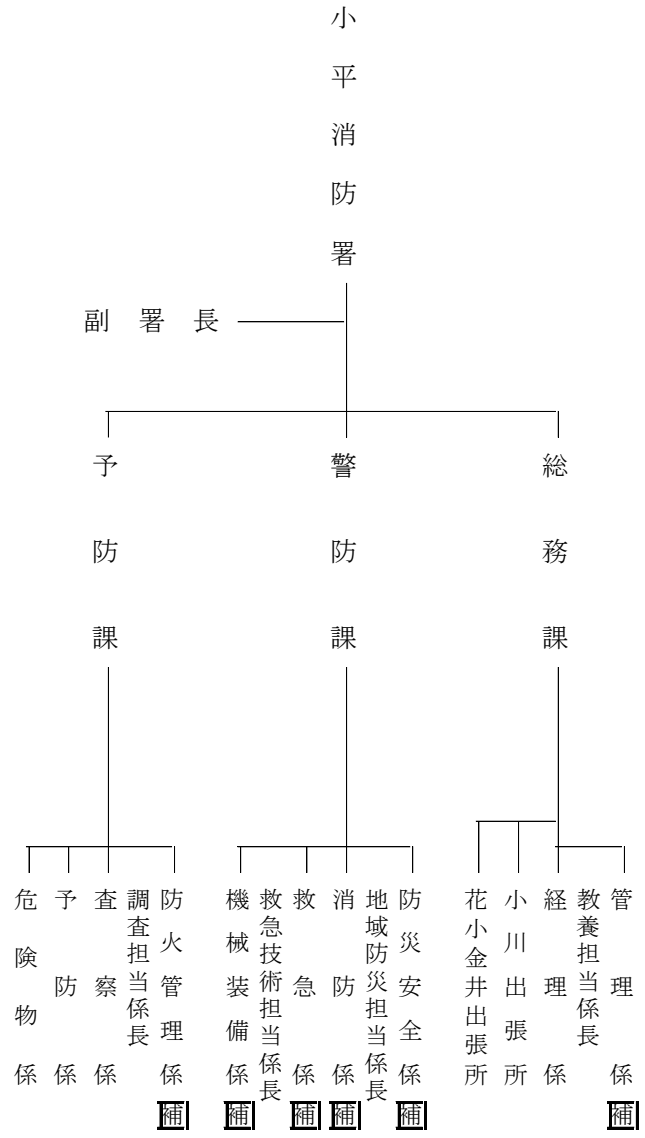 小平消防署
副署長
総務課
警防課
予防課
管理係 補
教養担当係長
経理係
小川出張所
花小金井出張所
防災安全係 補
地域防災担当係長
消防係 補
救急係 補
救急技術担当係長
機械装備係 補
防火管理係 補
調査担当係長
査察係
予防係
危険物係